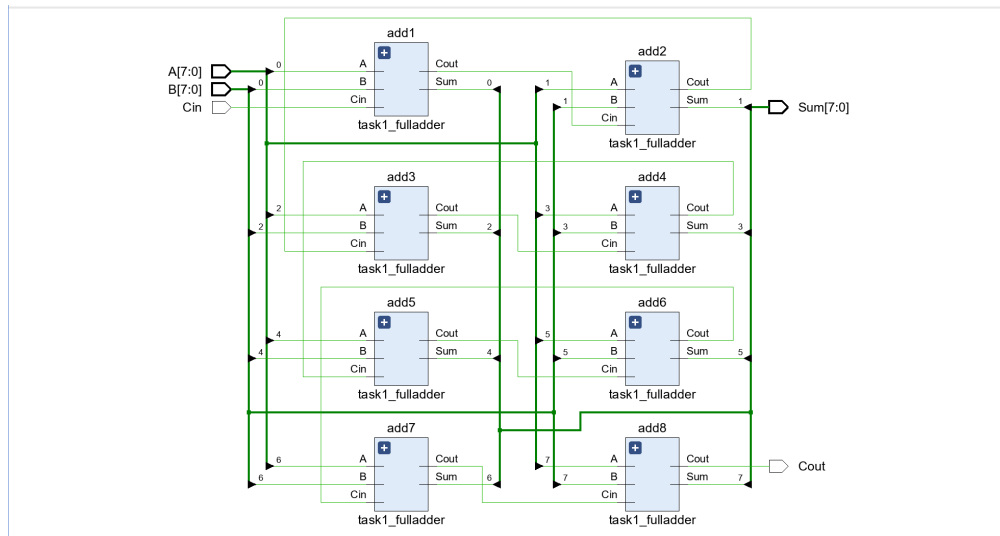 add1
add2
A[7:0]
0
A
Cout
B[7:0]
0
B
Sum
0
1
A
Cout
Cin
Cin
1
B
Sum
1
Sum[7:0]
Cin
task1_fulladder
task1_fulladder
add3
add4
2
A
Cout
3
A
Cout
2
B
Sum
2
3
B
Sum
3
Cin
Cin
task1_fulladder
task1_fulladder
add5
add6
4
A
Cout
5
A
Cout
4
B
Sum
4
5
B
Sum
5
Cin
Cin
task1_fulladder
task1_fulladder
add7
add8
6
A
Cout
7
A
Cout
Cout
6
B
Sum
6
7
B
Sum
7
Cin
Cin
task1_fulladder
task1_fulladder